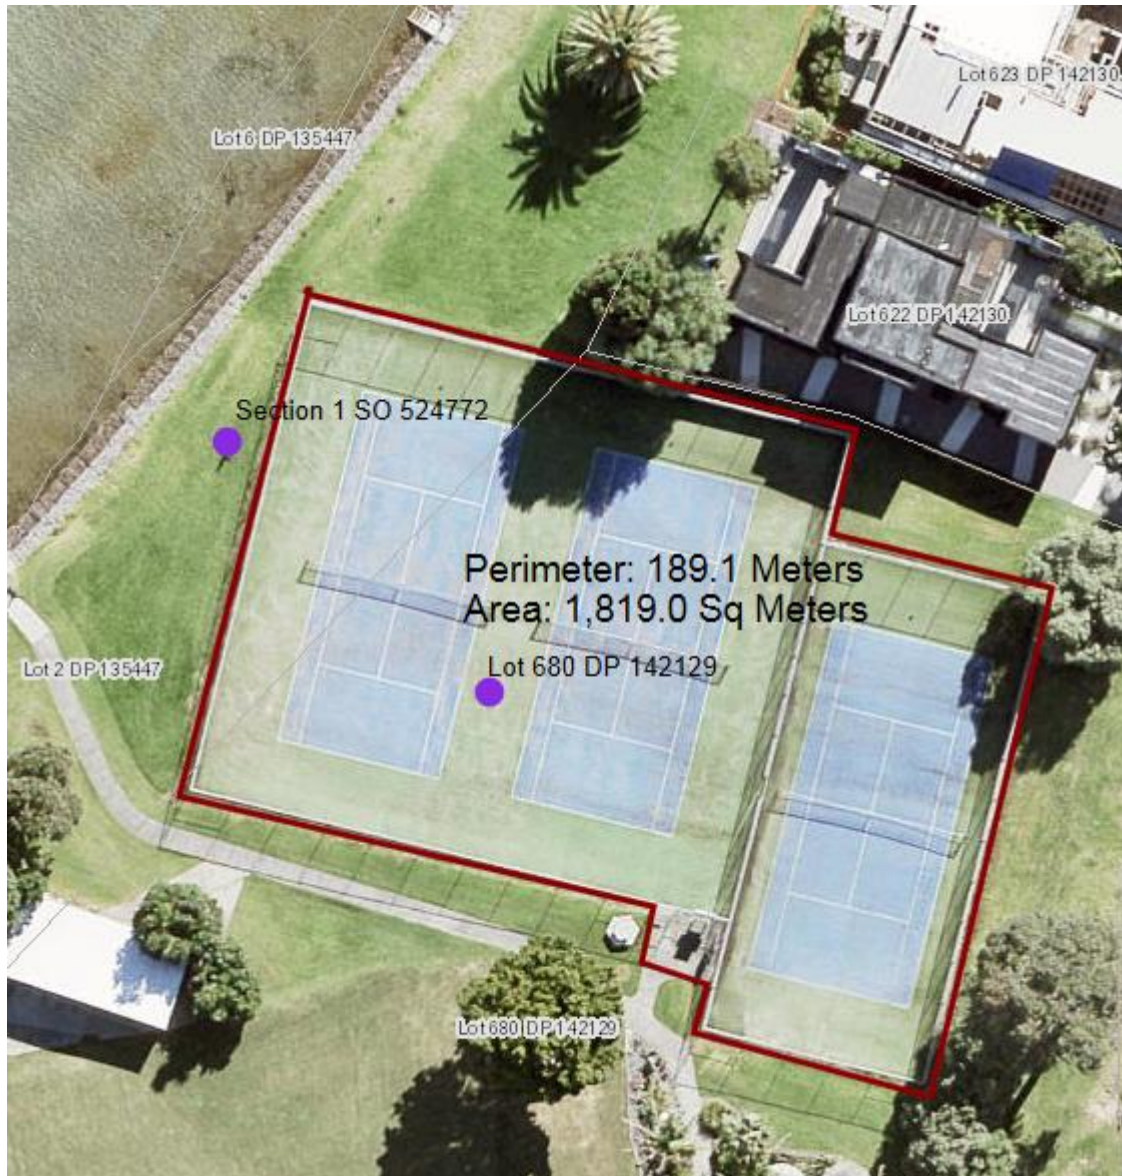 Lot 623 DP 142130
Lot 6 DP 135447
Lot 622 DP 142130
Section 1 SO 524772
Perimeter: 189.1 Meters
Area: 1,819.0 Sq Meters
Lot 2 DP 135447
Lot 680 DP 142129
Lot 680 DP 142129